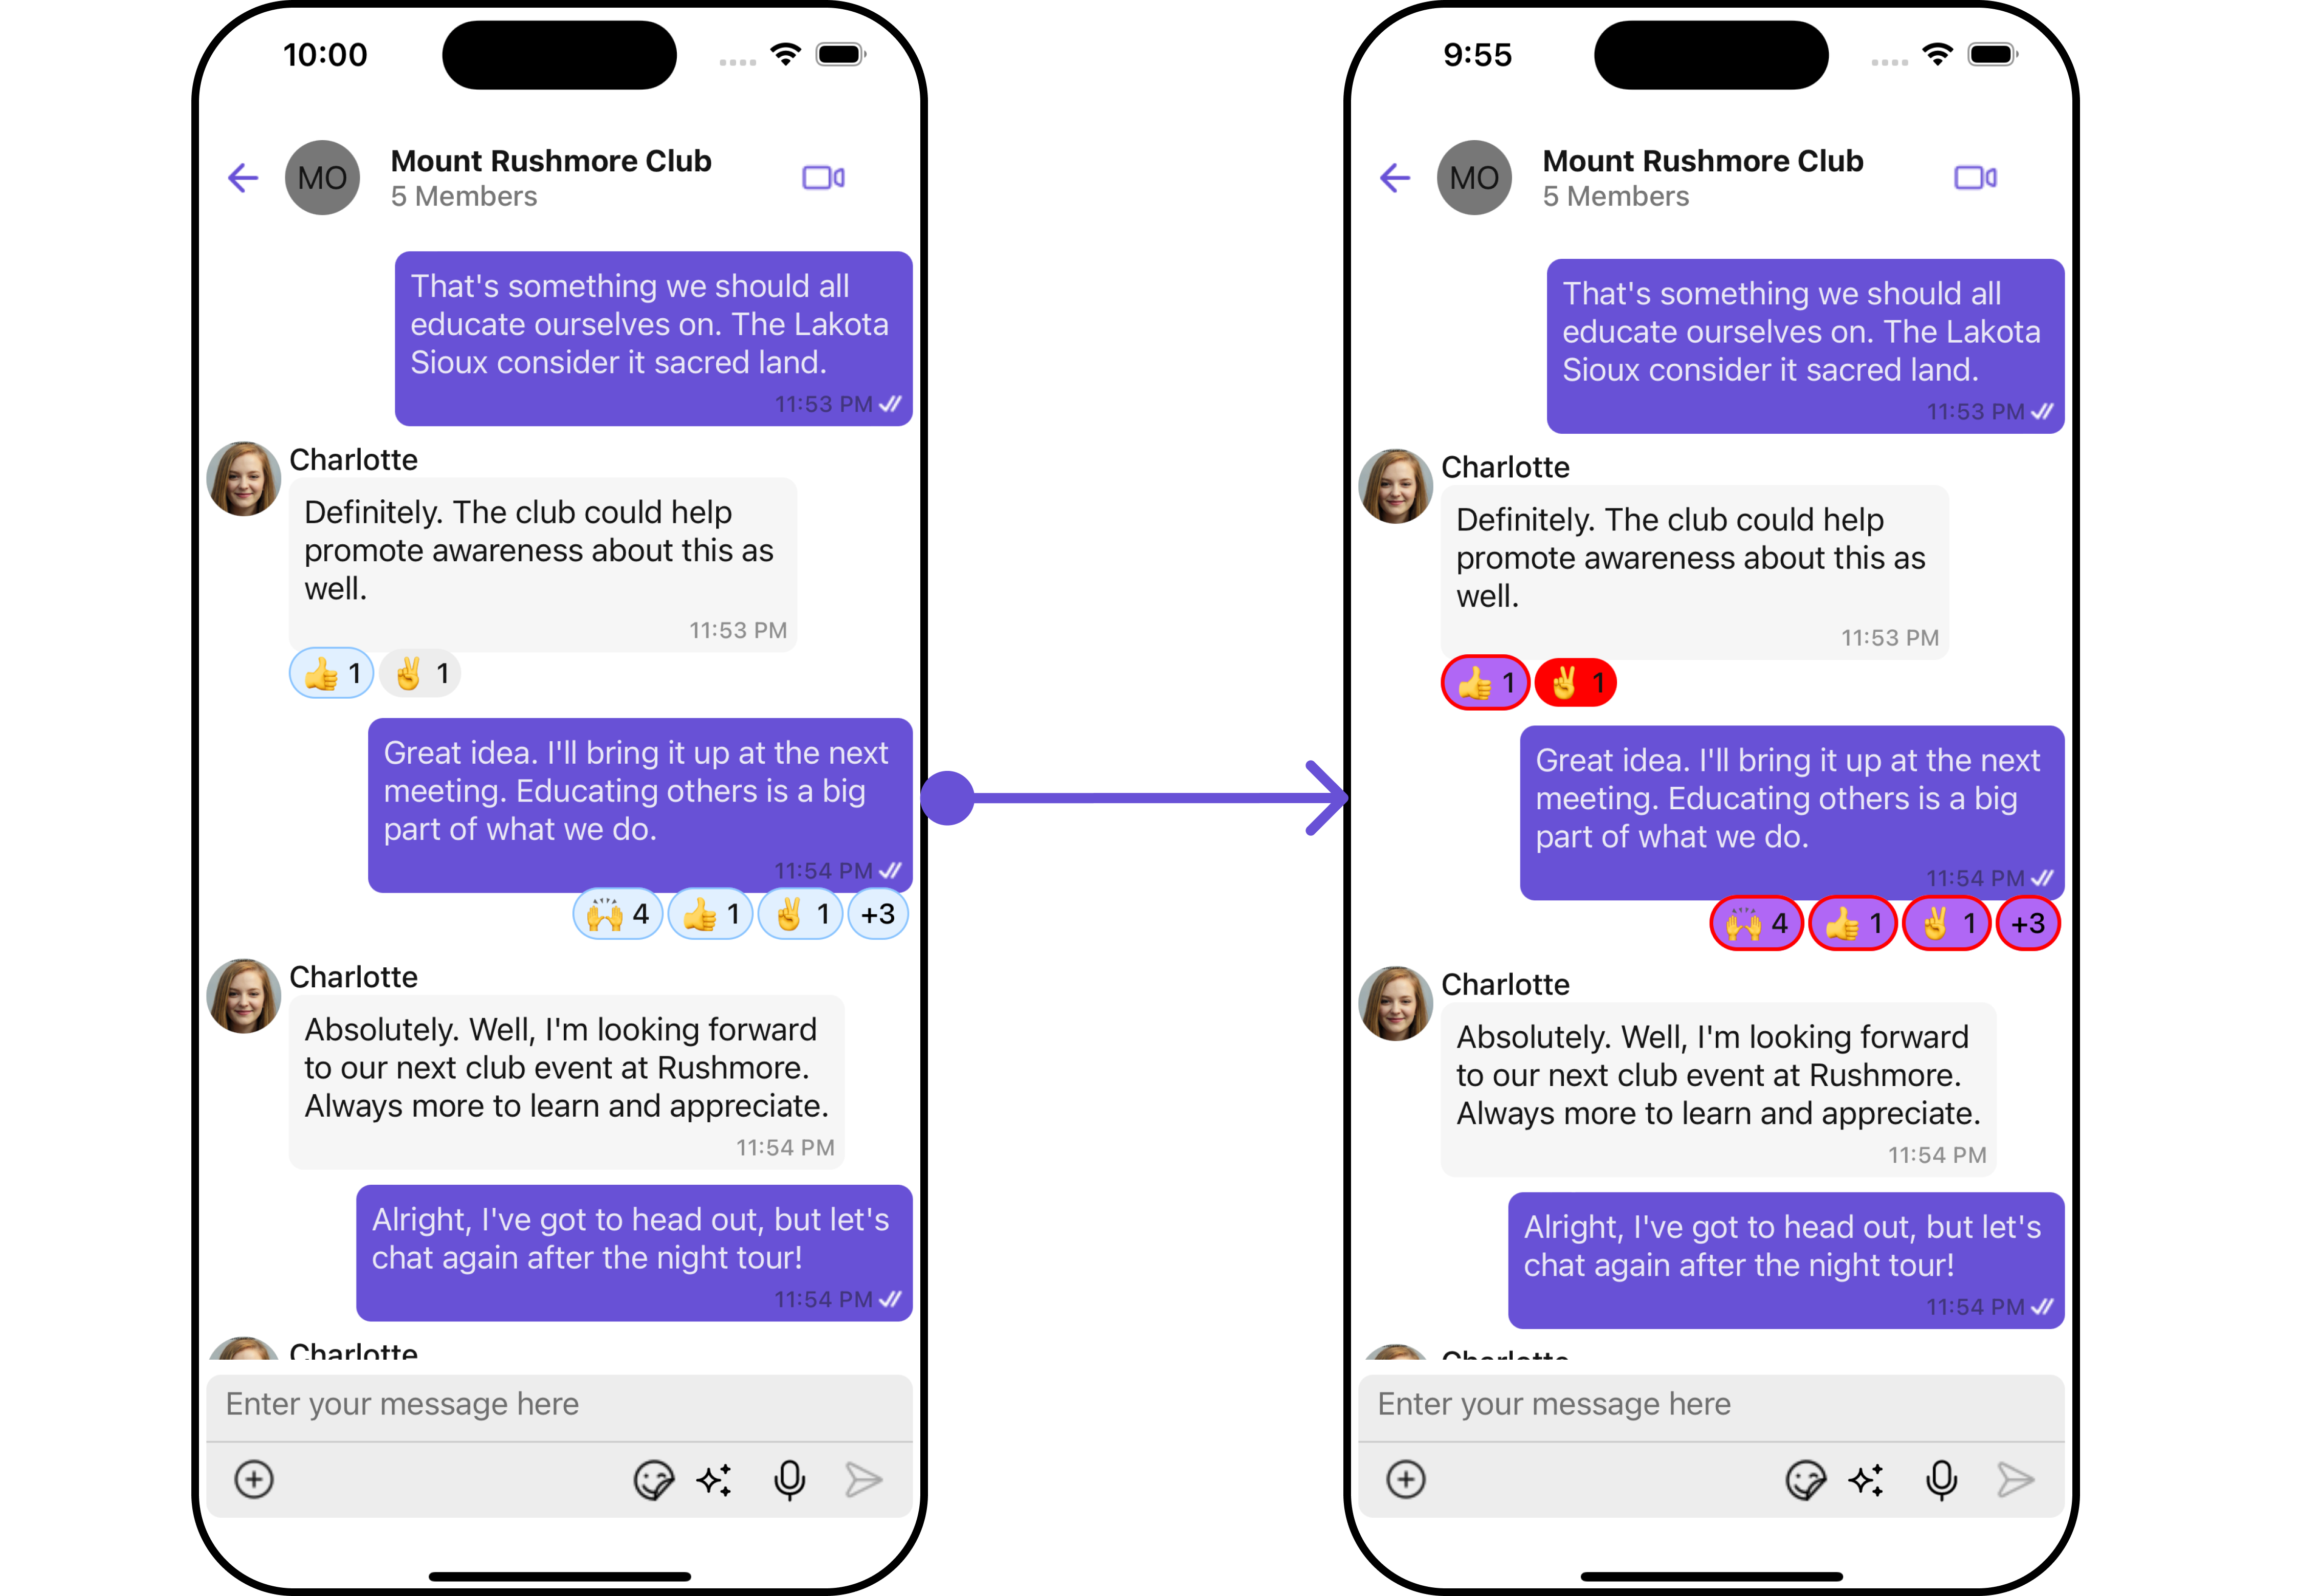 10:00
MO
Mount Rushmore Club
5 Members
That's something we should all
educate ourselves on. The Lakota
Sioux consider it sacred land.
11:53 PM
Charlotte
Definitely. The club could help
promote awareness about this as
well.
11:53 PM
👍 1 ✌️ 1
Great idea. I'll bring it up at the next
meeting. Educating others is a big
part of what we do.
11:54 PM
🙌 4 👍 1 ✌️ 1 +3
Charlotte
Absolutely. Well, I'm looking forward
to our next club event at Rushmore.
Always more to learn and appreciate.
11:54 PM
Alright, I've got to head out, but let's
chat again after the night tour!
11:54 PM
Charlotte
Enter your message here
9:55
MO
Mount Rushmore Club
5 Members
That's something we should all
educate ourselves on. The Lakota
Sioux consider it sacred land.
11:53 PM
Charlotte
Definitely. The club could help
promote awareness about this as
well.
11:53 PM
👍 1 ✌️ 1
Great idea. I'll bring it up at the next
meeting. Educating others is a big
part of what we do.
11:54 PM
🙌 4 👍 1 ✌️ 1 +3
Charlotte
Absolutely. Well, I'm looking forward
to our next club event at Rushmore.
Always more to learn and appreciate.
11:54 PM
Alright, I've got to head out, but let's
chat again after the night tour!
11:54 PM
Charlotte
Enter your message here